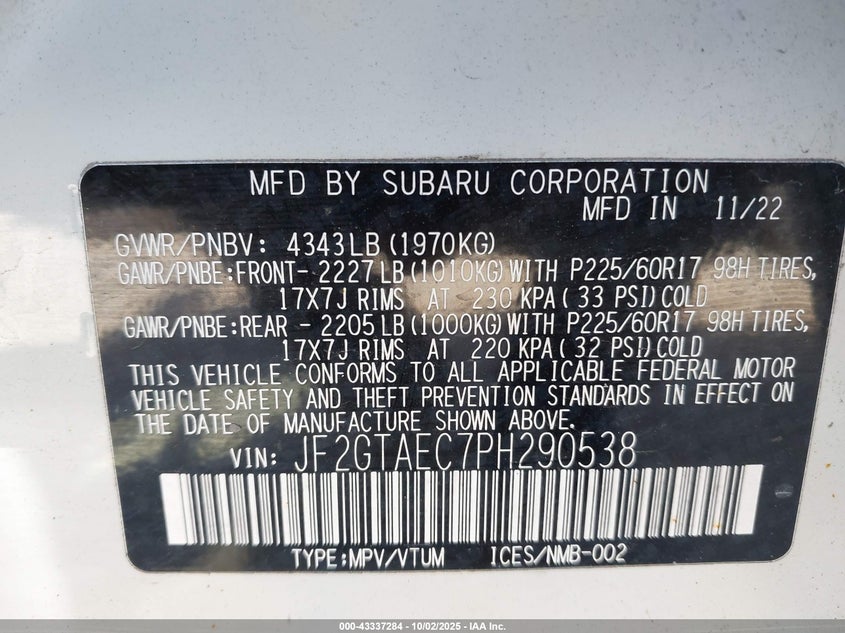 MFD BY SUBARU CORPORATION
MFD IN 11/22
GVWR/PNBV: 4343LB(1970KG)
GAWR/PNBE:FRONT-2227LB(1010KG)WITH P225/60R17 98H TIRES,
17X7J RIMS AT 230 KPA(33 PSI)COLD
GAWR/PNBE:REAR -2205LB(1000KG)WITH P225/60R17 98H TIRES,
17X7J RIMS AT 220 KPA(32 PSI)COLD
THIS VEHICLE CONFORMS TO ALL APPLICABLE FEDERAL MOTOR
VEHICLE SAFETY AND THEFT PREVENTION STANDARDS IN EFFECT ON
THE DATE OF MANUFACTURE SHOWN ABOVE.
VIN: JF2GTAEC7PH290538
TYPE:MPV/VTUM ICES/NMB-002
000-43337284 - 10/02/2025 - IAA Inc.